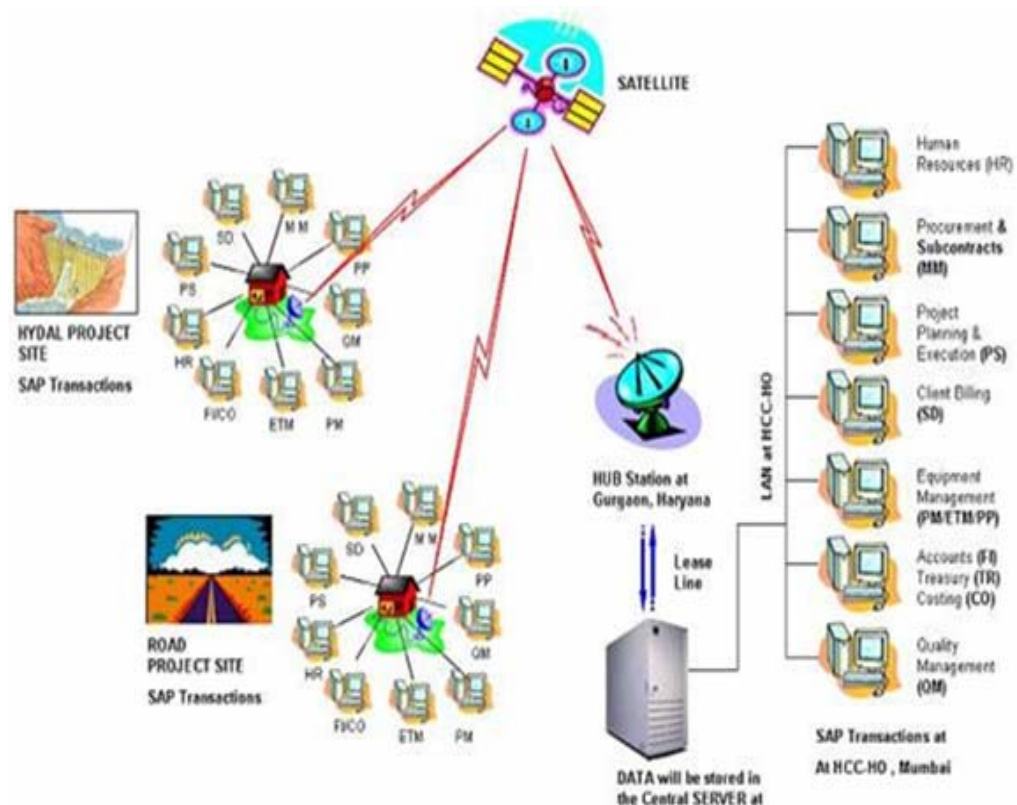 SATELLITE
SD
MM
PS
PP
HR
GM
FI/CO
ETM
PM
HYDAL PROJECT
SITE
SAP Transactions
SD
MM
PS
PP
HR
GM
FI/CO
ETM
PM
ROAD
PROJECT SITE
SAP Transactions
HUB Station at
Gurgaon, Haryana
Lease
Line
DATA will be stored in
the Central SERVER at
LAN at HCC-HO
Human
Resources (HR)
Procurement &
Subcontracts
(MM)
Project
Planning &
Execution (PS)
Client Billing
(SD)
Equipment
Management
(PM/ETM/PP)
Accounts (FI)
Treasury (TR)
Costing (CO)
Quality
Management
(QM)
SAP Transactions at
At HCC-HO , Mumbai